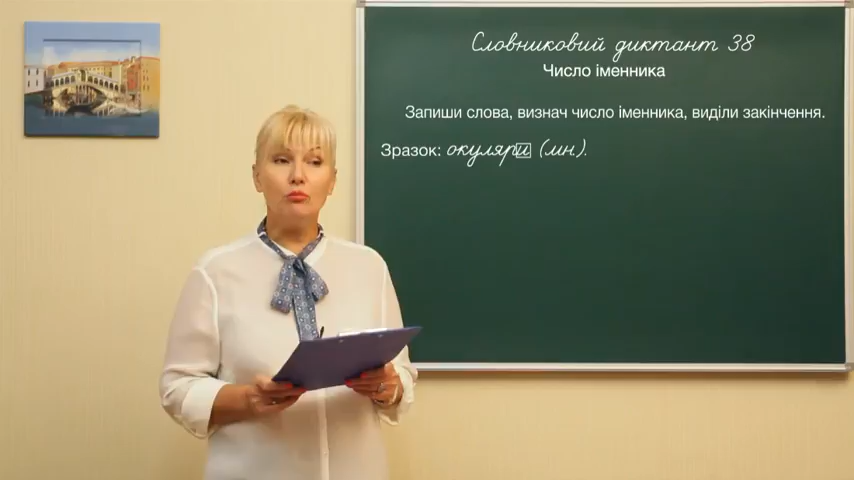 Словниковий диктант 38
Число іменника
Запиши слова, визнач число іменника, виділи закінчення.
Зразок: окуляри (мн.).